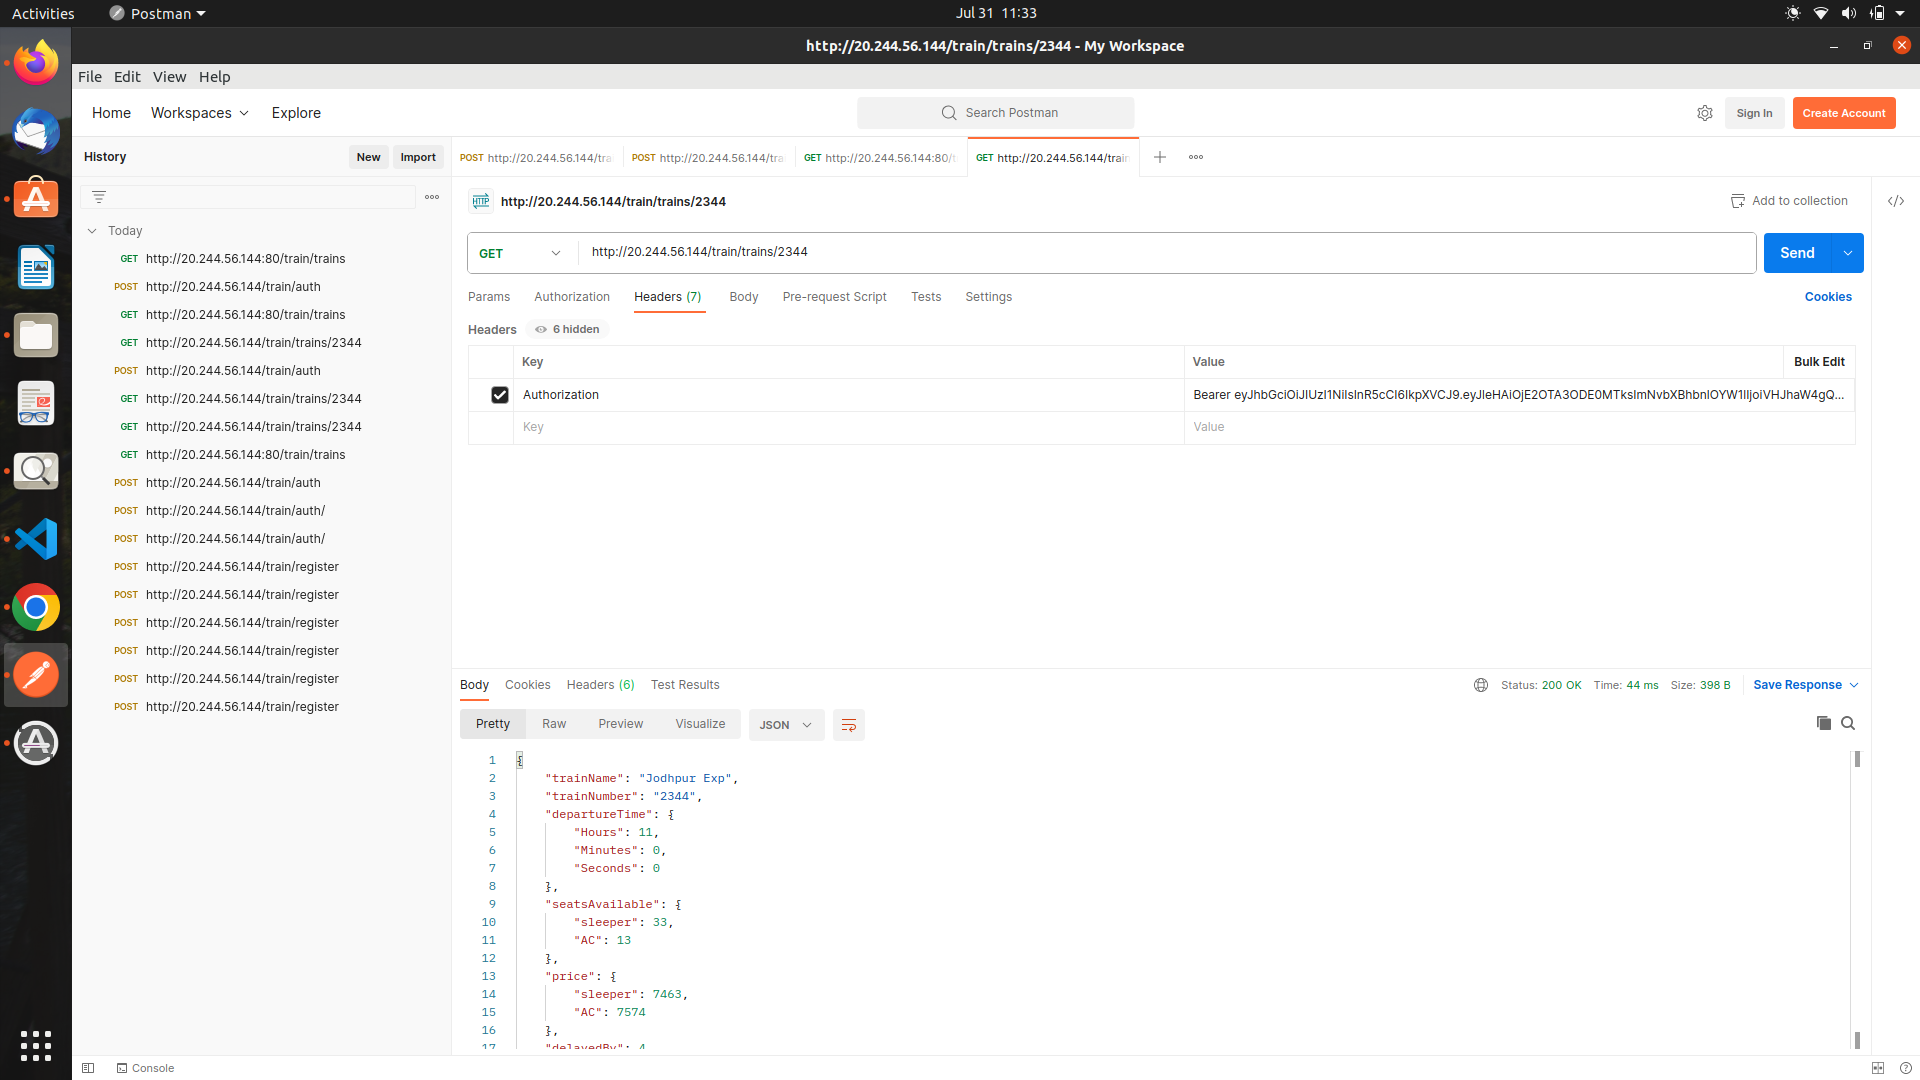 Activities
Postman
Jul 31 11:33
http://20.244.56.144/train/trains/2344 - My Workspace
File Edit View Help
Home Workspaces Explore
Search Postman
Sign In
Create Account
History
New
Import
POST http://20.244.56.144/tra
POST http://20.244.56.144/tra
GET http://20.244.56.144:80/t
GET http://20.244.56.144/train
Today
GET http://20.244.56.144:80/train/trains
POST http://20.244.56.144/train/auth
GET http://20.244.56.144:80/train/trains
GET http://20.244.56.144/train/trains/2344
POST http://20.244.56.144/train/auth
GET http://20.244.56.144/train/trains/2344
GET http://20.244.56.144/train/trains/2344
GET http://20.244.56.144:80/train/trains
POST http://20.244.56.144/train/auth
POST http://20.244.56.144/train/auth/
POST http://20.244.56.144/train/auth/
POST http://20.244.56.144/train/register
POST http://20.244.56.144/train/register
POST http://20.244.56.144/train/register
POST http://20.244.56.144/train/register
POST http://20.244.56.144/train/register
POST http://20.244.56.144/train/register
HTTP http://20.244.56.144/train/trains/2344
Add to collection
GET http://20.244.56.144/train/trains/2344
Send
Params Authorization Headers (7) Body Pre-request Script Tests Settings
Cookies
Headers 6 hidden
Key Value Bulk Edit
Authorization Bearer eyJhbGciOiJIUzI1NiIsInR5cCI6IkpXVCJ9.eyJleHAiOjE2OTA3ODE0MTksImNvbXBhbnlOYW1lIjoiVHJhaW4gQ...
Key Value
Body Cookies Headers (6) Test Results
Status: 200 OK Time: 44 ms Size: 398 B Save Response
Pretty Raw Preview Visualize JSON
1 {
2 "trainName": "Jodhpur Exp",
3 "trainNumber": "2344",
4 "departureTime": {
5 "Hours": 11,
6 "Minutes": 0,
7 "Seconds": 0
8 },
9 "seatsAvailable": {
10 "sleeper": 33,
11 "AC": 13
12 },
13 "price": {
14 "sleeper": 7463,
15 "AC": 7574
16 },
17 "delayedBy": 4
Console